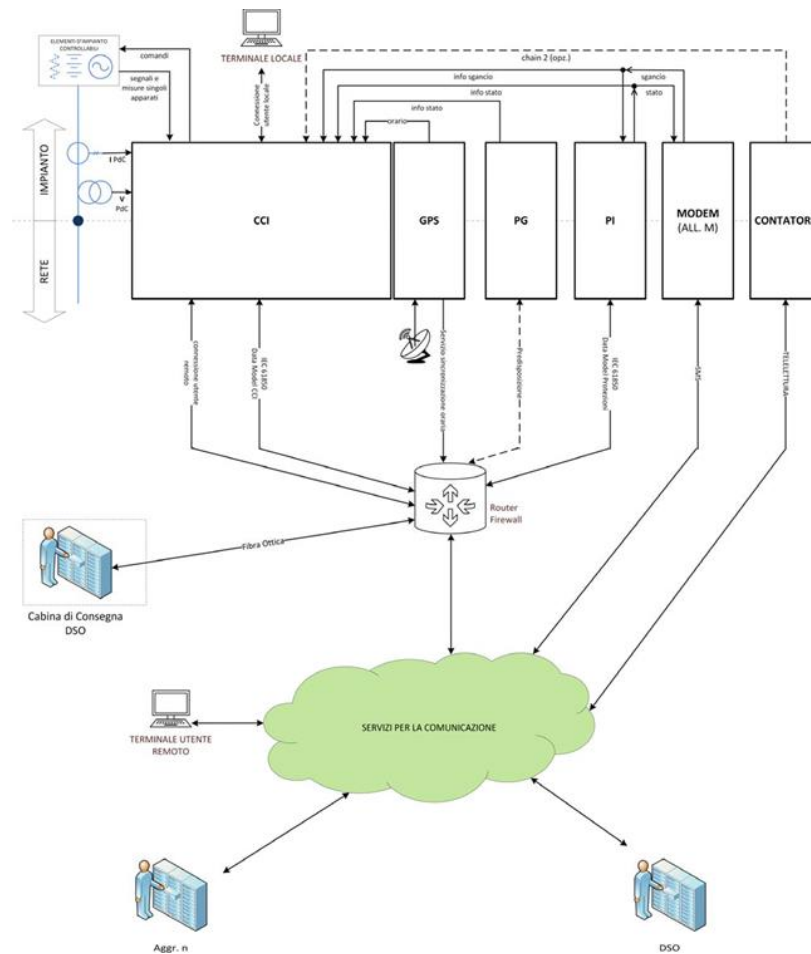 ELEMENTI D'IMPIANTO
CONTROLLABILI
comandi
segnali e
misure singoli
apparati
TERMINALE LOCALE
Connessione
utente locale
chain 2 (opz.)
info sgancio
sgancio
info stato
stato
info stato
orario
IMPIANTO
RETE
I PdC
V
PdC
CCI
GPS
PG
PI
MODEM
(ALL. M)
CONTATOR
connessione utente
remoto
IEC 61850
Data Model CCI
Servizio sincronizzazione oraria
Predisposizione
IEC 61850
Data Model Protezioni
SMS
TELELETTURA
Router
Firewall
Fibra Ottica
Cabina di Consegna
DSO
SERVIZI PER LA COMUNICAZIONE
TERMINALE UTENTE
REMOTO
Aggr. n
DSO